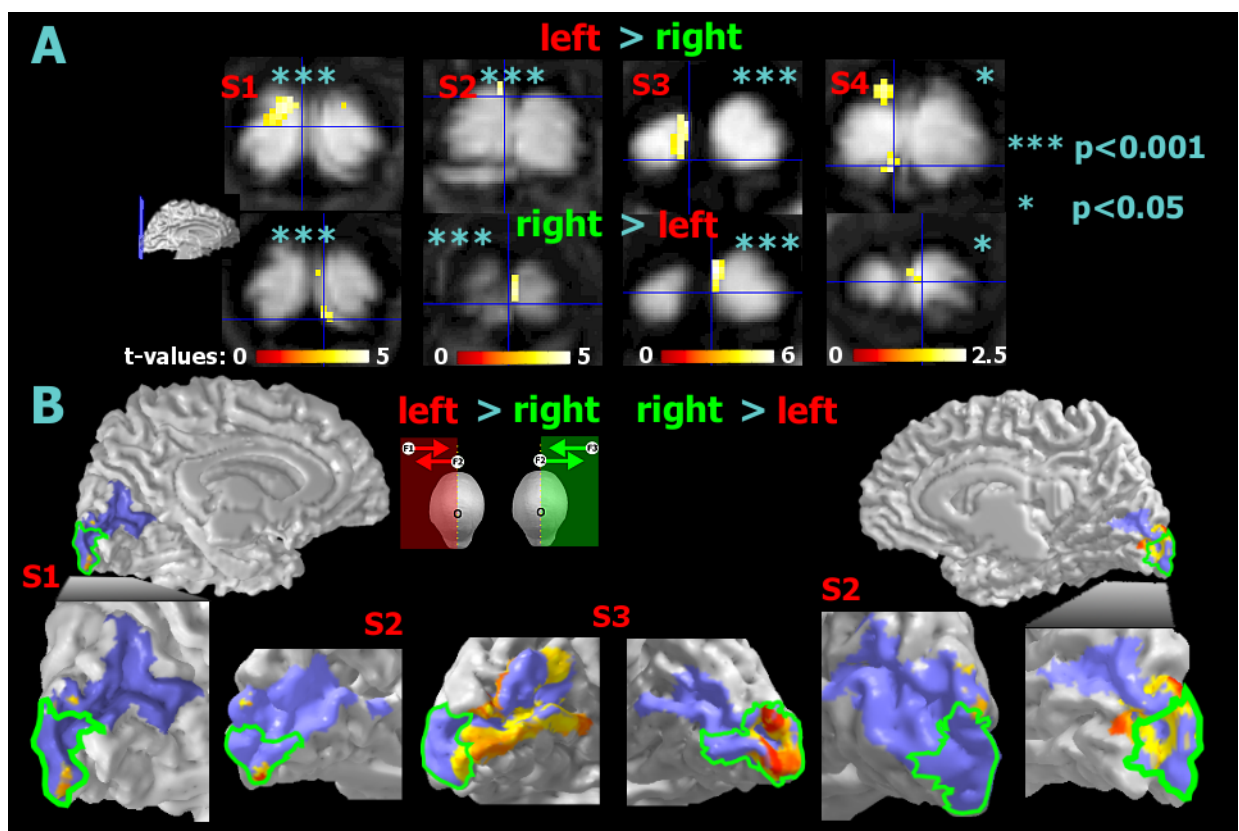 A
left > right
S1 *** S2 *** S3 *** S4 *
*** p<0.001
* p<0.05
right > left
*** *** *** *
t-values: 0 5 0 5 0 6 0 2.5
B
left > right right > left
F1 F2 F2 F3
O O
S1 S2 S3 S2